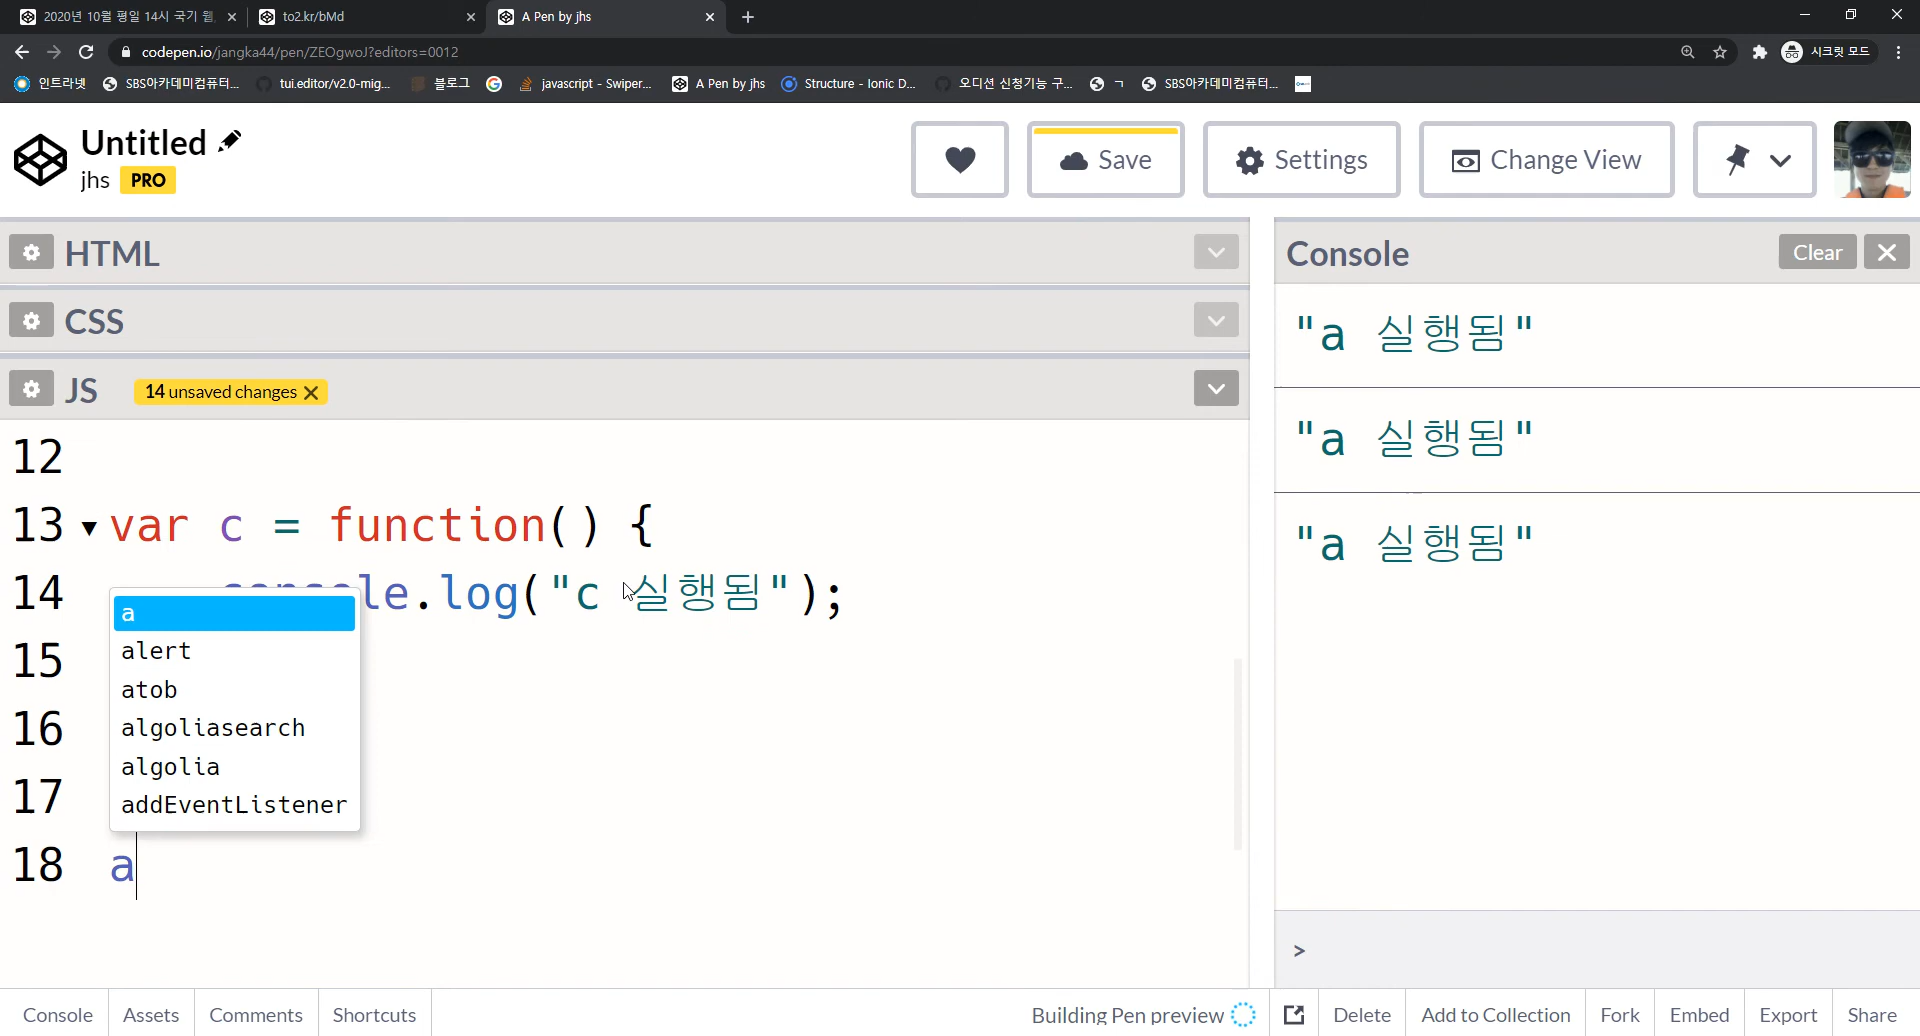 2020년 10월 평일 14시 국기 웹.
to2.kr/bMd
A Pen by jhs
codepen.io/jangka44/pen/ZEOgwoJ?editors=0012
시크릿 모드
인트라넷
SBS아카데미컴퓨터...
tui.editor/v2.0-mig...
블로그
javascript - Swiper...
A Pen by jhs
Structure - Ionic D...
오디션 신청기능 구...
ㄱ
SBS아카데미컴퓨터...
Untitled
jhs PRO
Save
Settings
Change View
HTML
CSS
JS
14 unsaved changes
12
13 var c = function() {
14 console.log("c 실행됨");
15
16
17
18 a
a
alert
atob
algoliasearch
algolia
addEventListener
Console
Clear
"a 실행됨"
"a 실행됨"
"a 실행됨"
>
Console
Assets
Comments
Shortcuts
Building Pen preview
Delete
Add to Collection
Fork
Embed
Export
Share